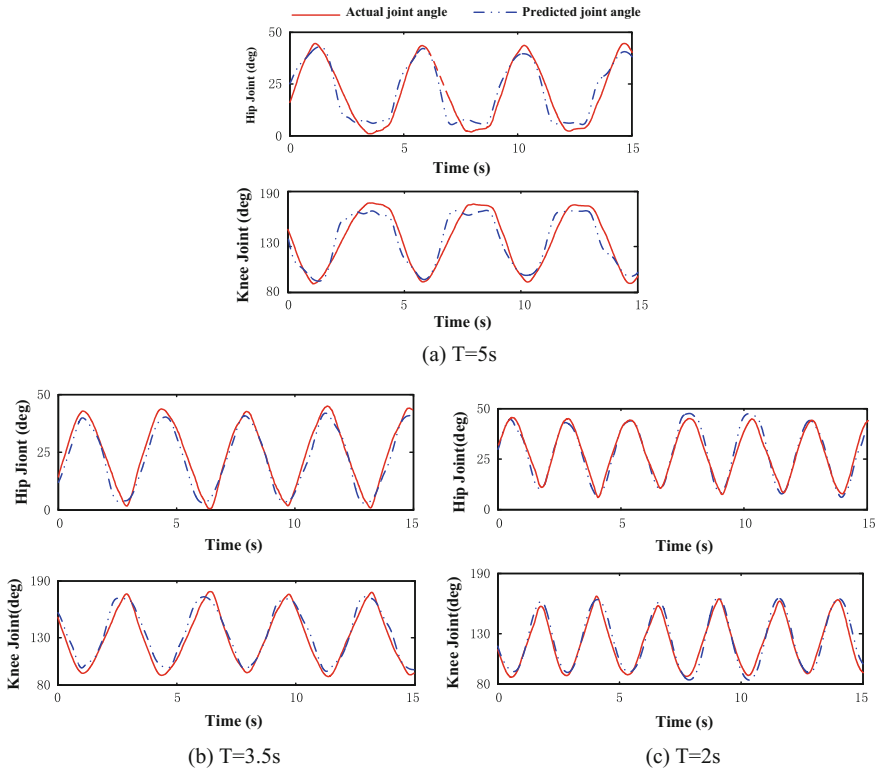 Actual joint angle Predicted joint angle
50
25
0
Hip Joint (deg)
0 5 10 15
Time (s)
190
130
80
Knee Joint (deg)
0 5 10 15
Time (s)
(a) T=5s
50
25
0
Hip Jiont (deg)
0 5 10 15
Time (s)
190
130
80
Knee Joint(deg)
0 5 10 15
Time (s)
(b) T=3.5s
50
25
0
Hip Joint(deg)
0 5 10 15
Time (s)
190
130
80
Knee Joint(deg)
0 5 10 15
Time (s)
(c) T=2s